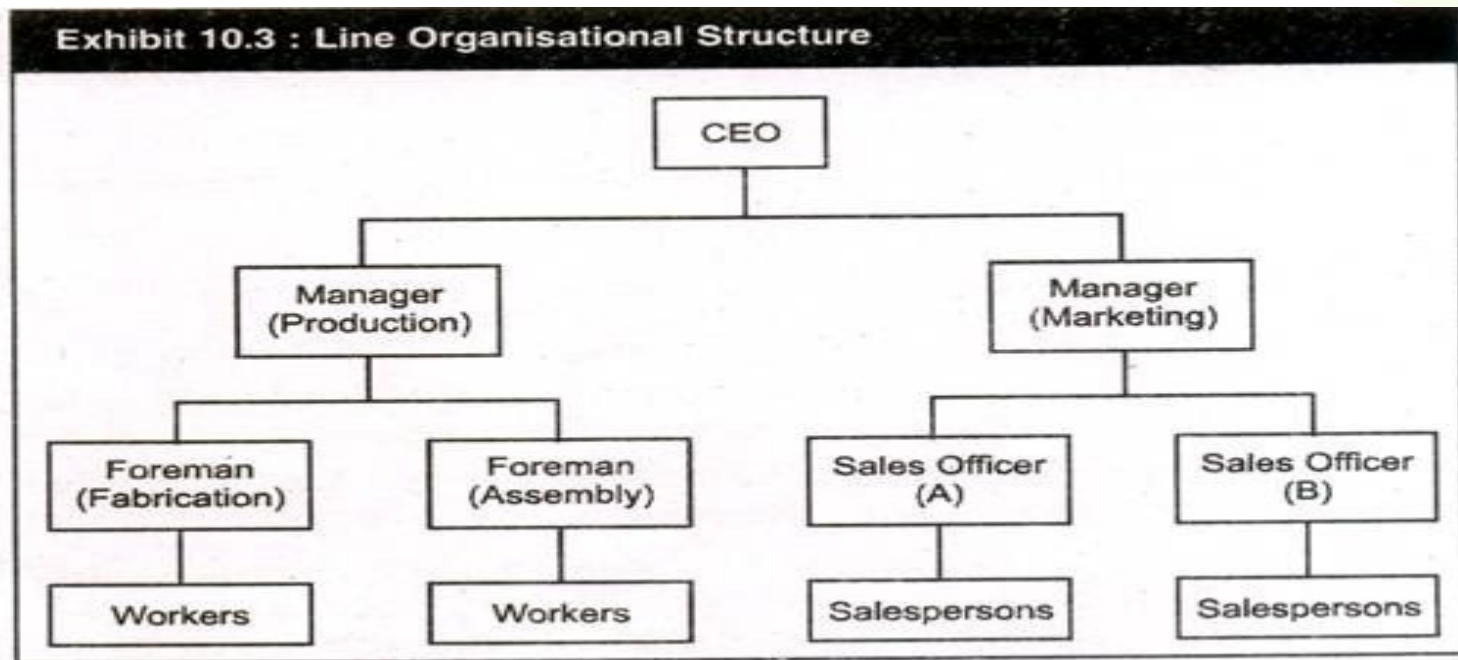 Exhibit 10.3 : Line Organisational Structure
CEO
Manager
(Production)
Manager
(Marketing)
Foreman
(Fabrication)
Foreman
(Assembly)
Sales Officer
(A)
Sales Officer
(B)
Workers
Workers
Salespersons
Salespersons